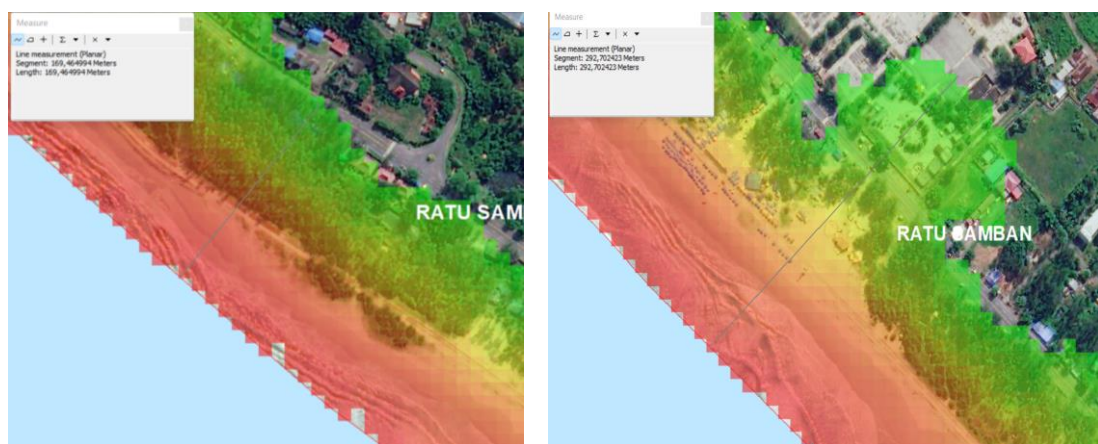 Measure
Line measurement (Planar)
Segment: 169,464994 Meters
Length: 169,464994 Meters
RATU SAM
Measure
Line measurement (Planar)
Segment: 292,702423 Meters
Length: 292,702423 Meters
RATU SAMBAN